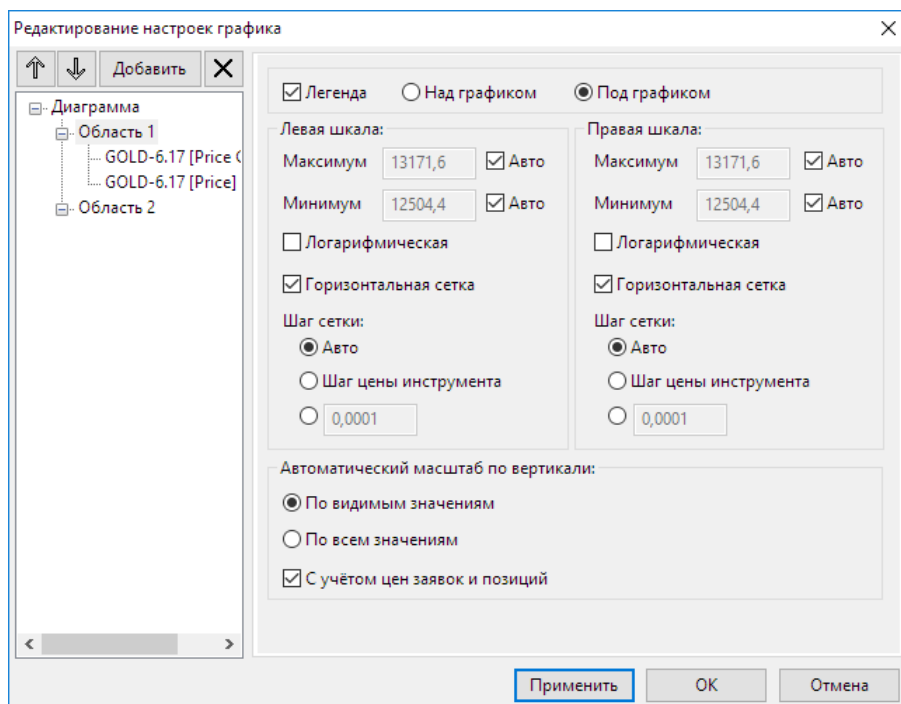 Редактирование настроек графика
Добавить
Диаграмма
Область 1
GOLD-6.17 [Price
GOLD-6.17 [Price]
Область 2
Легенда Над графиком Под графиком
Левая шкала: Правая шкала:
Максимум 13171,6 Авто Максимум 13171,6 Авто
Минимум 12504,4 Авто Минимум 12504,4 Авто
Логарифмическая Логарифмическая
Горизонтальная сетка Горизонтальная сетка
Шаг сетки: Шаг сетки:
Авто Авто
Шаг цены инструмента Шаг цены инструмента
0,0001 0,0001
Автоматический масштаб по вертикали:
По видимым значениям
По всем значениям
С учётом цен заявок и позиций
Применить ОК Отмена